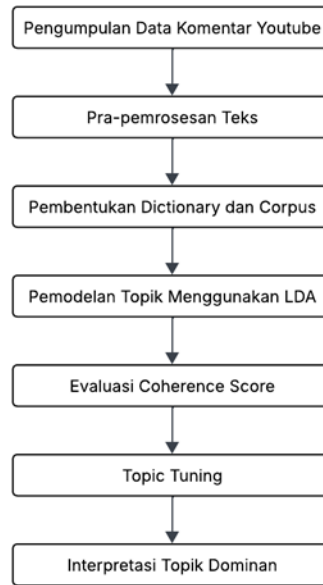 Pengumpulan Data Komentar Youtube
Pra-pemrosesan Teks
Pembentukan Dictionary dan Corpus
Pemodelan Topik Menggunakan LDA
Evaluasi Coherence Score
Topic Tuning
Interpretasi Topik Dominan